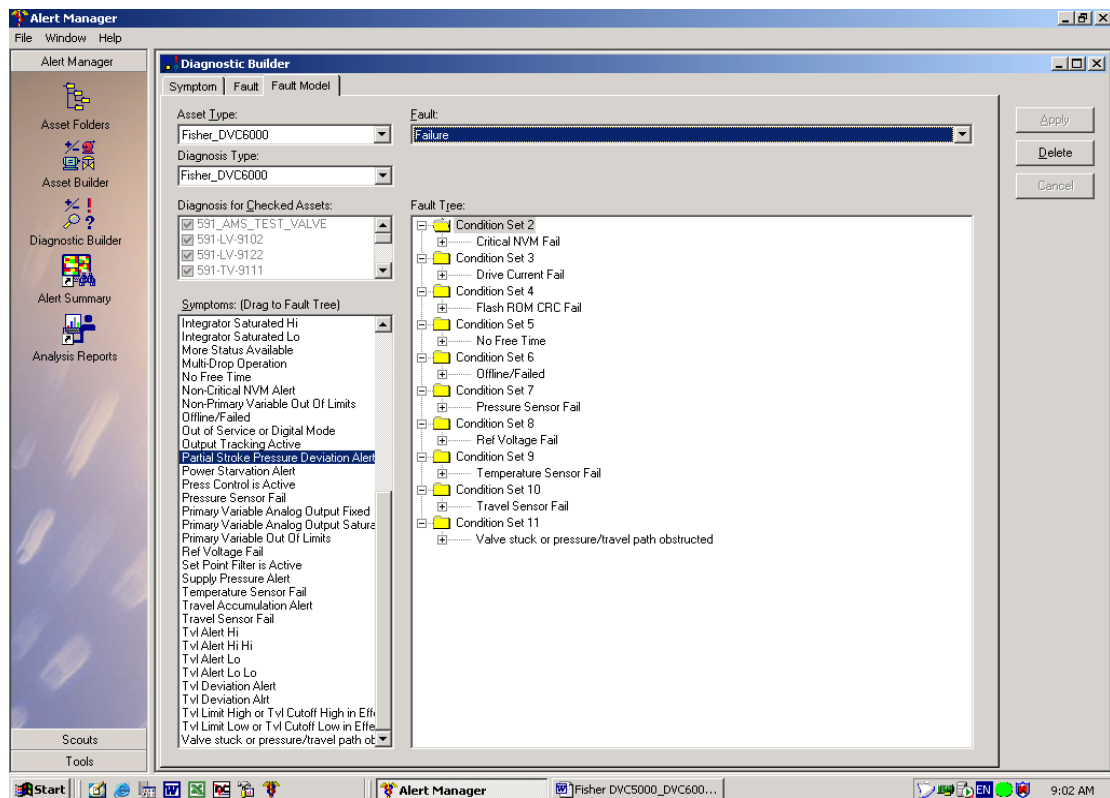 Alert Manager
File Window Help
Alert Manager
Asset Folders
Asset Builder
Diagnostic Builder
Alert Summary
Analysis Reports
Scouts
Tools
Diagnostic Builder
Symptom Fault Fault Model
Asset Type:
Fisher_DVC6000
Diagnosis Type:
Fisher_DVC6000
Fault:
Failure
Apply
Delete
Cancel
Diagnosis for Checked Assets:
591_AMS_TEST_VALVE
591-LV-9102
591-LV-9122
591-TV-9111
Symptoms: (Drag to Fault Tree)
Integrator Saturated Hi
Integrator Saturated Lo
More Status Available
Multi-Drop Operation
No Free Time
Non-Critical NVM Alert
Non-Primary Variable Out Of Limits
Offline/Failed
Out of Service or Digital Mode
Output Tracking Active
Partial Stroke Pressure Deviation Alert
Power Starvation Alert
Press Control is Active
Pressure Sensor Fail
Primary Variable Analog Output Fixed
Primary Variable Analog Output Satura
Primary Variable Out Of Limits
Ref Voltage Fail
Set Point Filter is Active
Supply Pressure Alert
Temperature Sensor Fail
Travel Accumulation Alert
Travel Sensor Fail
Tvl Alert Hi
Tvl Alert Hi Hi
Tvl Alert Lo
Tvl Alert Lo Lo
Tvl Deviation Alert
Tvl Deviation Alrt
Tvl Limit High or Tvl Cutoff High in Effe
Tvl Limit Low or Tvl Cutoff Low in Effe
Valve stuck or pressure/travel path ob
Fault Tree:
Condition Set 2
Critical NVM Fail
Condition Set 3
Drive Current Fail
Condition Set 4
Flash ROM CRC Fail
Condition Set 5
No Free Time
Condition Set 6
Offline/Failed
Condition Set 7
Pressure Sensor Fail
Condition Set 8
Ref Voltage Fail
Condition Set 9
Temperature Sensor Fail
Condition Set 10
Travel Sensor Fail
Condition Set 11
Valve stuck or pressure/travel path obstructed
Start
Alert Manager
Fisher DVC5000_DVC600...
EN
9:02 AM